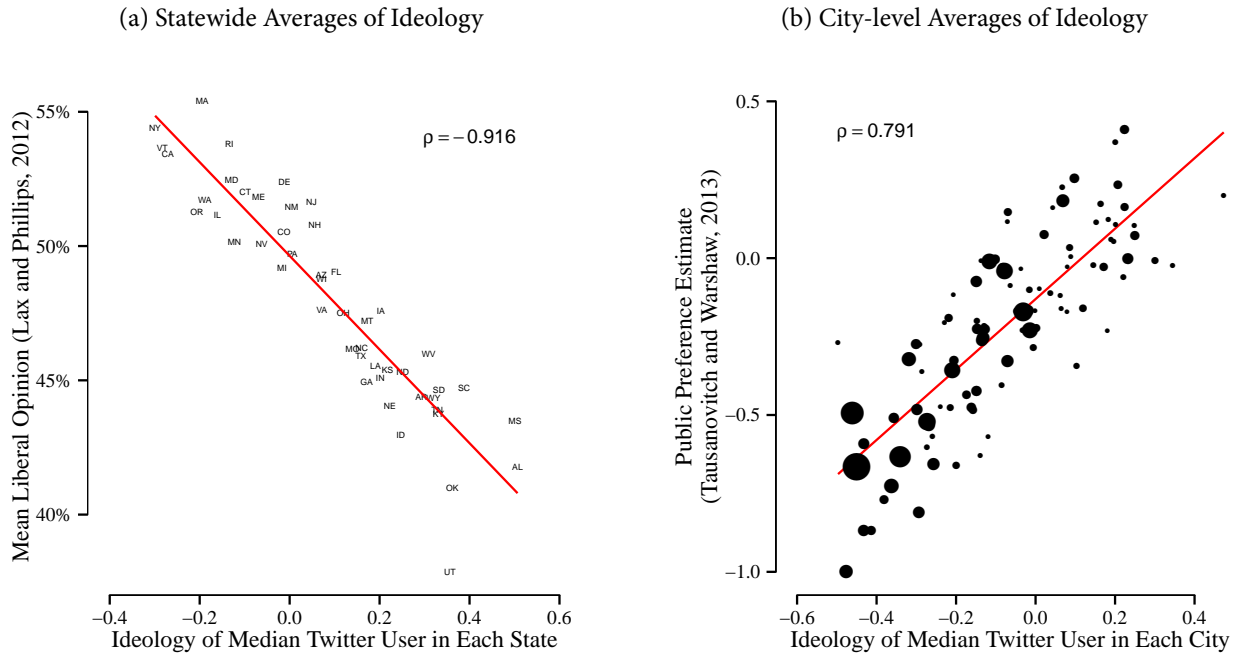 (a) Statewide Averages of Ideology
Mean Liberal Opinion (Lax and Phillips, 2012)
55%
50%
45%
40%
ρ = −0.916
MA
NY
RI
VT
CA
MD
DE
CT
ME
WA
NJ
NM
OR
IL
NH
CO
MN
NV
PA
MI
FL
AZ
WI
VA
OH
IA
MT
MO
NC
TX
WV
LA
KS
ND
IN
GA
SD
SC
AR
WY
NE
KY
MS
ID
AL
OK
UT
−0.4 −0.2 0.0 0.2 0.4 0.6
Ideology of Median Twitter User in Each State
(b) City-level Averages of Ideology
Public Preference Estimate
(Tausanovitch and Warshaw, 2013)
0.5
0.0
−0.5
−1.0
ρ = 0.791
−0.6 −0.4 −0.2 0.0 0.2 0.4
Ideology of Median Twitter User in Each City